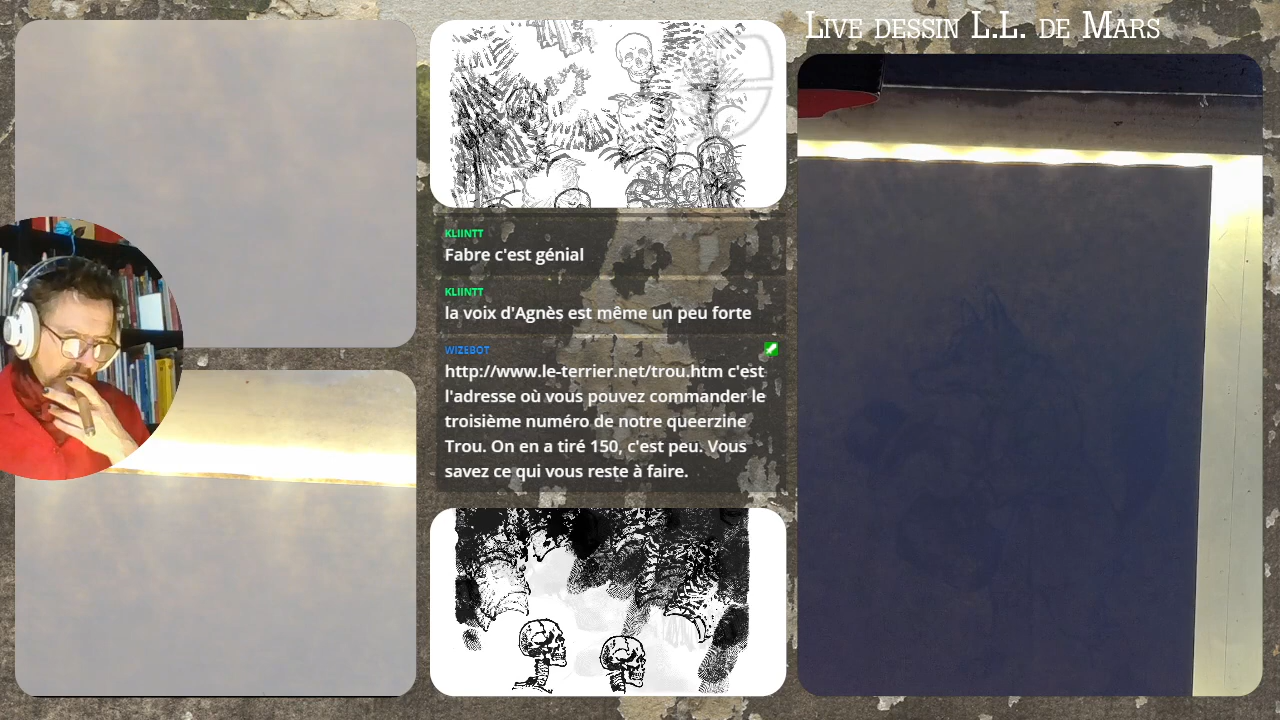 Live dessin L.L. de Mars
KLIINTT
Fabre c'est génial
KLIINTT
la voix d'Agnès est même un peu forte
WIZEBOT
http://www.le-terrier.net/trou.htm c'est
l'adresse où vous pouvez commander le
troisième numéro de notre queerzine
Trou. On en a tiré 150, c'est peu. Vous
savez ce qui vous reste à faire.